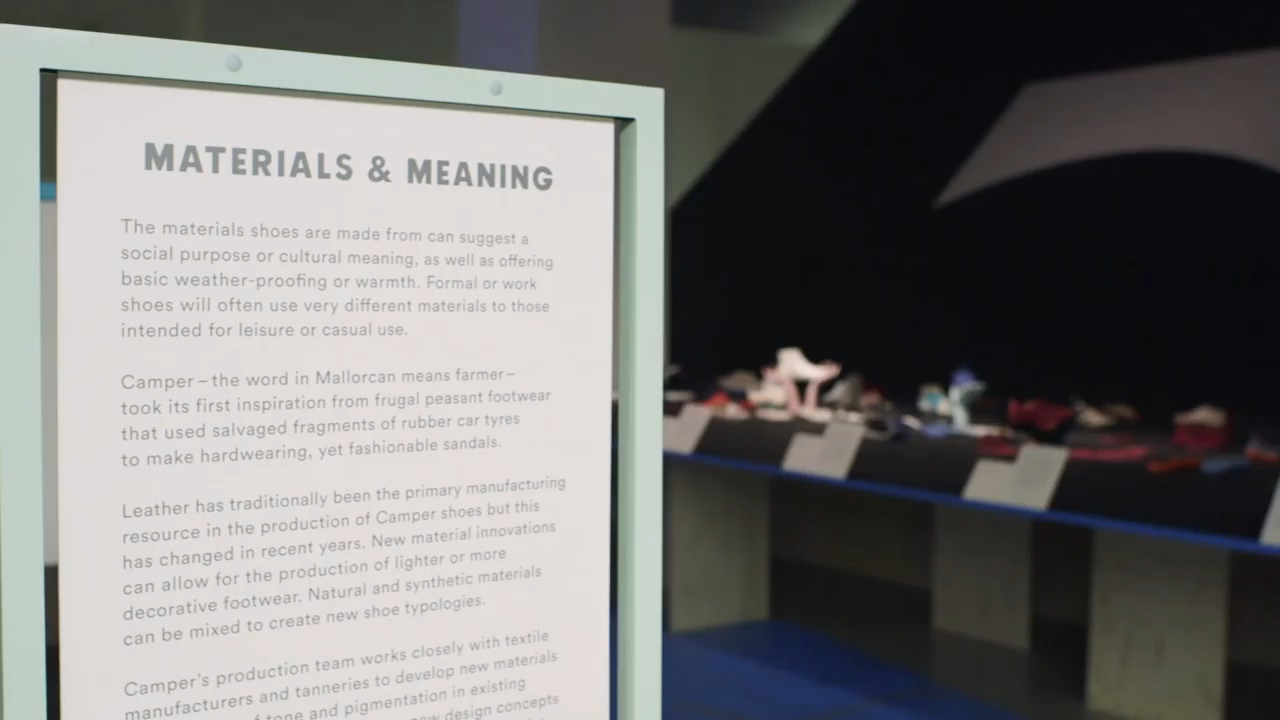 MATERIALS & MEANING
The materials shoes are made from can suggest a
social purpose or cultural meaning, as well as offering
basic weather-proofing or warmth. Formal or work
shoes will often use very different materials to those
intended for leisure or casual use.
Camper – the word in Mallorcan means farmer –
took its first inspiration from frugal peasant footwear
that used salvaged fragments of rubber car tyres
to make hardwearing, yet fashionable sandals.
Leather has traditionally been the primary manufacturing
resource in the production of Camper shoes but this
has changed in recent years. New material innovations
can allow for the production of lighter or more
decorative footwear. Natural and synthetic materials
can be mixed to create new shoe typologies.
Camper's production team works closely with textile
manufacturers and tanneries to develop new materials
tone and pigmentation in existing
design concepts